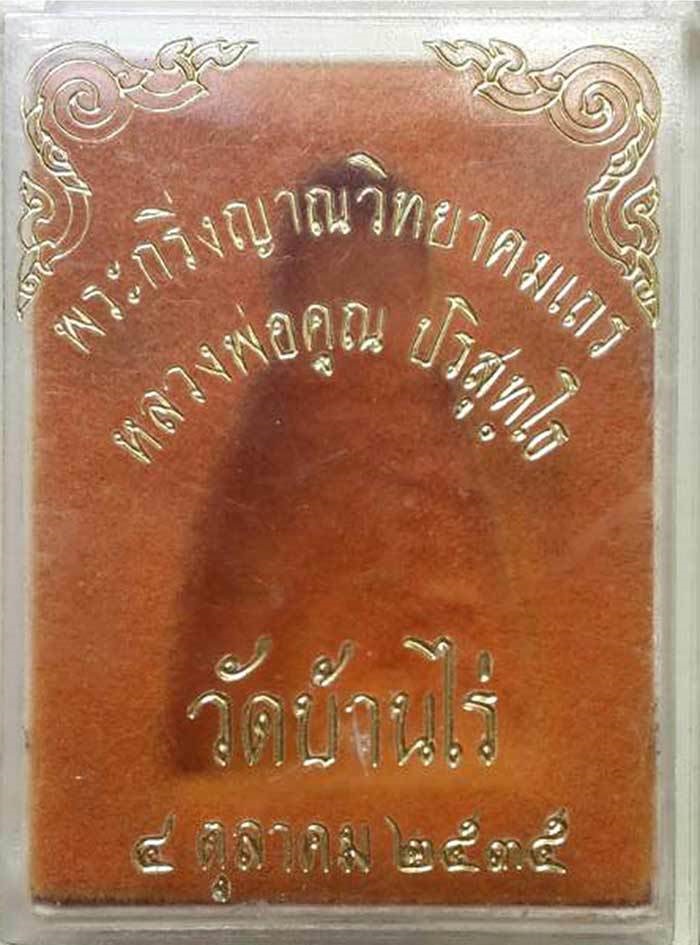 พระกริ่งญาณวิทยาคมเถร
หลวงพ่อคูณ ปริสุทฺโธ
วัดบ้านไร่
๔ ตุลาคม ๒๕๓๕